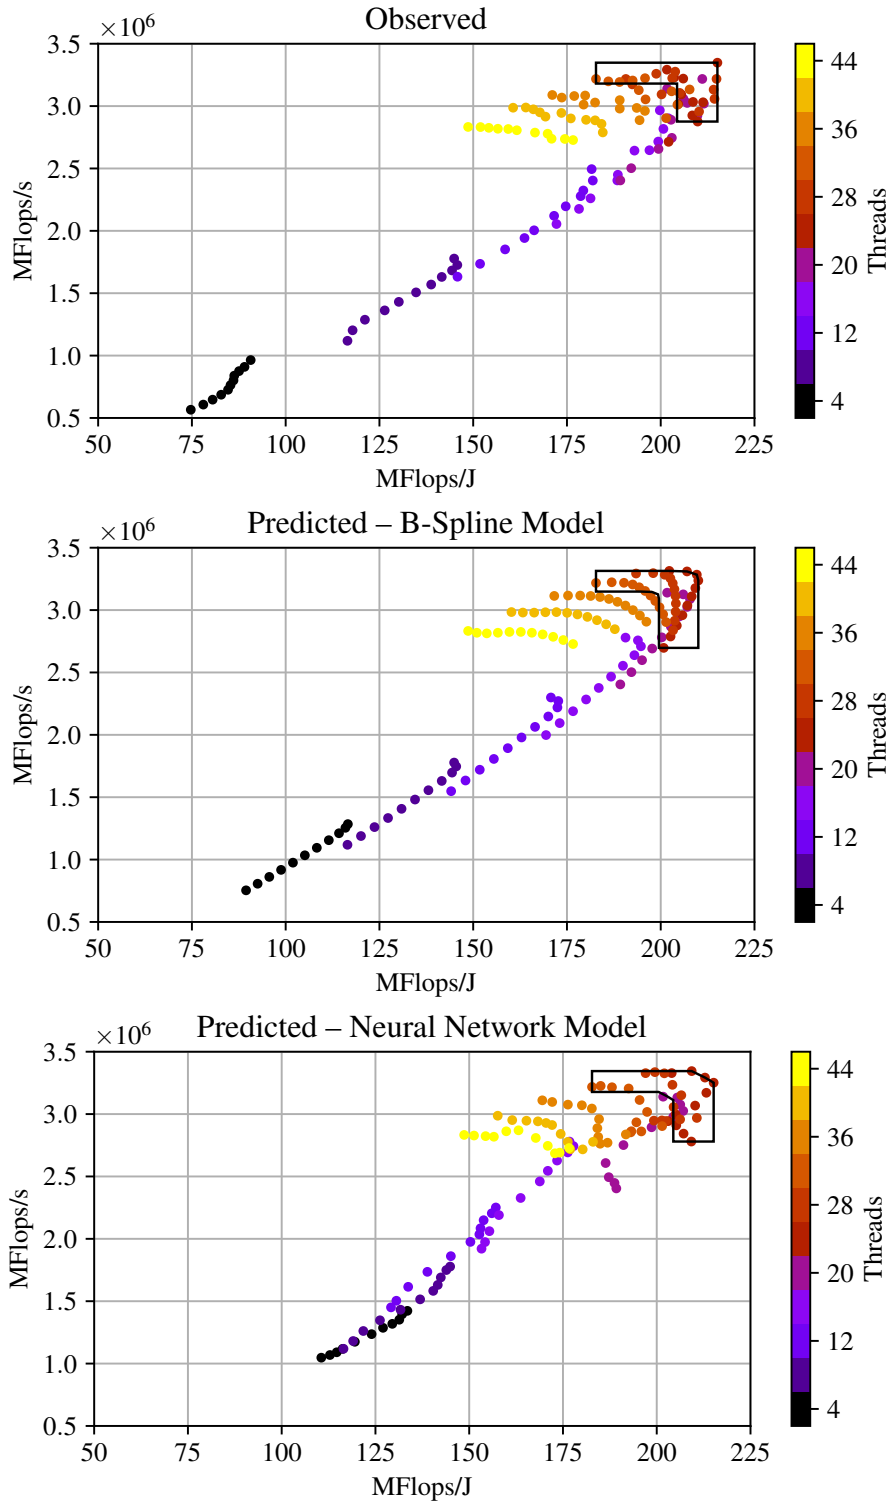 Observed
×10⁶
3.5
3.0
2.5
2.0
1.5
1.0
0.5
MFlops/s
50 75 100 125 150 175 200 225
MFlops/J
44
36
28
20
12
4
Threads
Predicted – B-Spline Model
×10⁶
3.5
3.0
2.5
2.0
1.5
1.0
0.5
MFlops/s
50 75 100 125 150 175 200 225
MFlops/J
44
36
28
20
12
4
Threads
Predicted – Neural Network Model
×10⁶
3.5
3.0
2.5
2.0
1.5
1.0
0.5
MFlops/s
50 75 100 125 150 175 200 225
MFlops/J
44
36
28
20
12
4
Threads